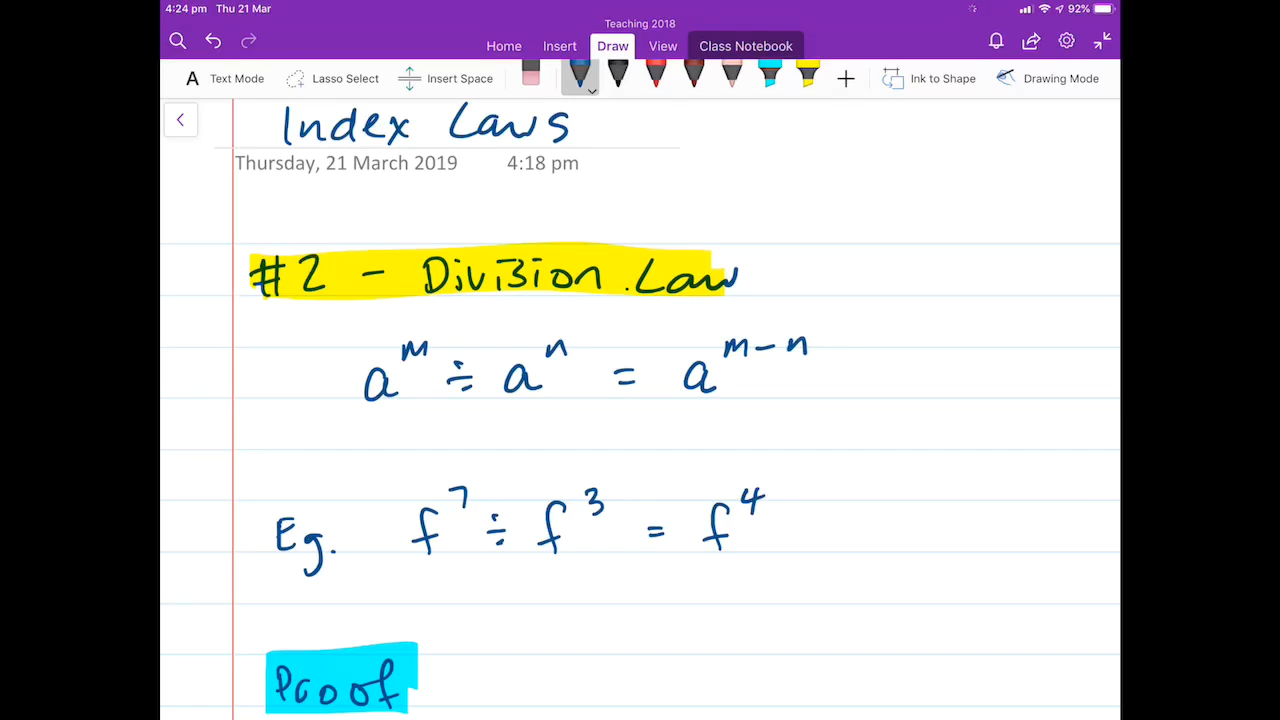 4:24 pm Thu 21 Mar 92%
Teaching 2018
Home Insert Draw View Class Notebook
A Text Mode Lasso Select Insert Space Ink to Shape Drawing Mode
Index Laws
Thursday, 21 March 2019 4:18 pm
#2 - Division Law
a^m ÷ a^n = a^(m-n)
Eg. f^7 ÷ f^3 = f^4
Proof